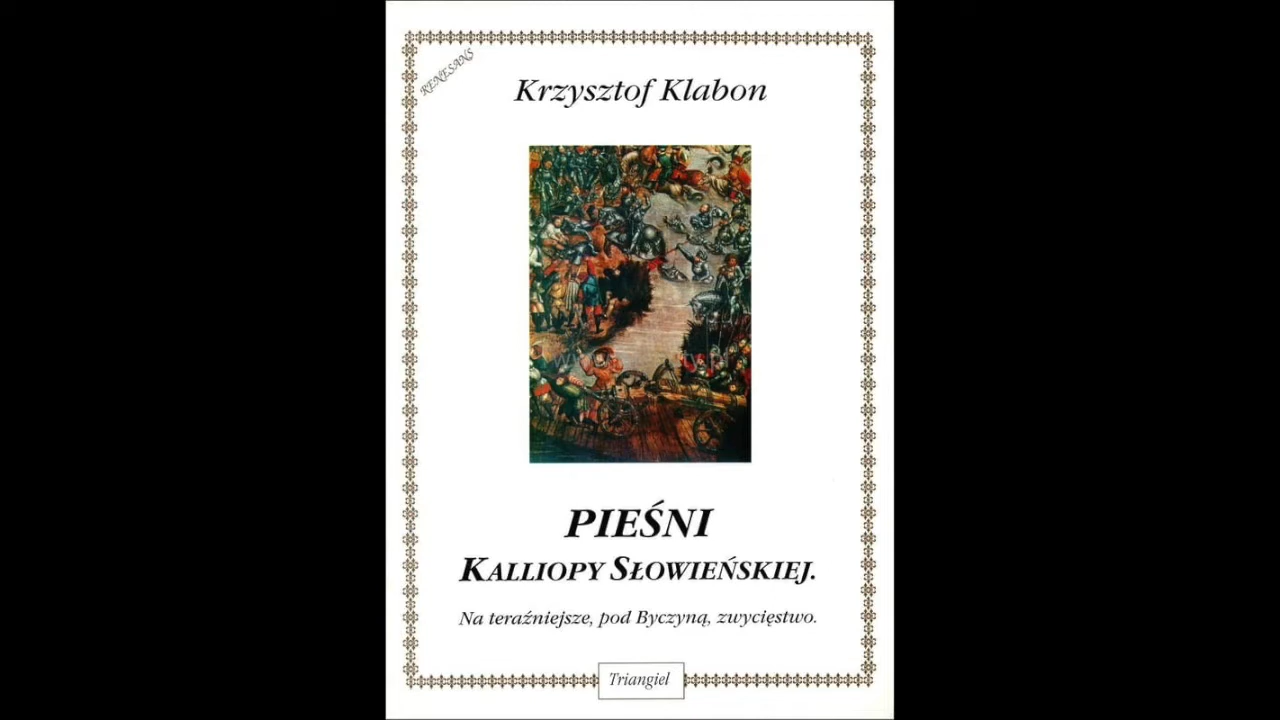 RENESANS
Krzysztof Klabon
PIEŚNI
KALLIOPY SŁOWIEŃSKIEJ.
Na teraźniejsze, pod Byczyną, zwycięstwo.
Triangiel